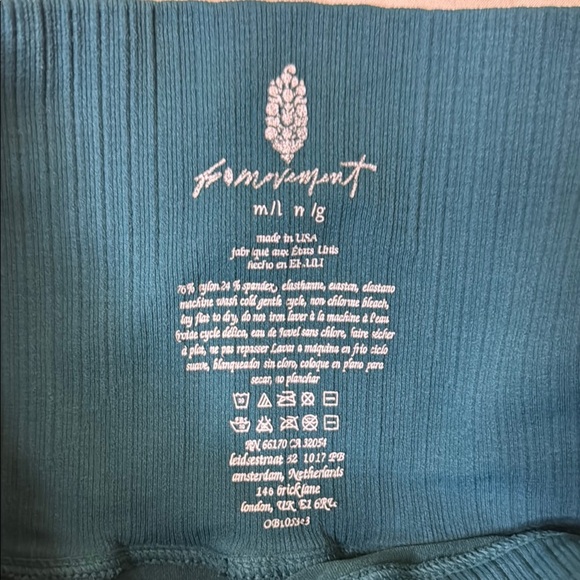 fp movement
m/l m/g
made in USA
fabriqué aux États Unis
hecho en EE.UU
76% nylon 24 % spandex, elasthanne, elastan, elastano
machine wash cold gentle cycle, non chlorine bleach,
lay flat to dry, do not iron laver à la machine à l'eau
froide cycle délica, eau de Javel sans chlore, faire sécher
à plat, ne pas repasser Lavar a máquina en frío ciclo
suave, blanqueador sin cloro, coloque en plano para
secar, no planchar
RN 66170 CA 32054
leidsestraat 32 1017 PB
amsterdam, Netherlands
146 brick lane
london, UK E1 6RU